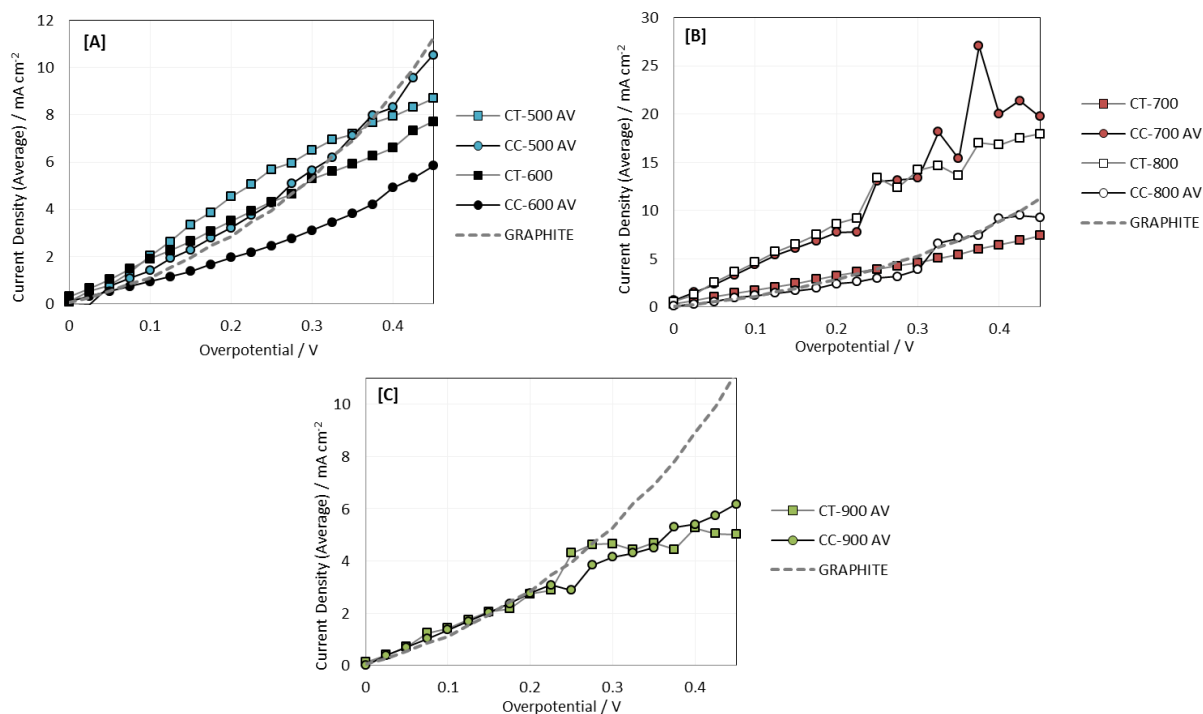 [A]
Current Density (Average) / mA cm-2
12
10
8
6
4
2
0
0 0.1 0.2 0.3 0.4
Overpotential / V
CT-500 AV
CC-500 AV
CT-600
CC-600 AV
GRAPHITE
[B]
Current Density (Average) / mA cm-2
30
25
20
15
10
5
0
0 0.1 0.2 0.3 0.4
Overpotential / V
CT-700
CC-700 AV
CT-800
CC-800 AV
GRAPHITE
[C]
Current Density (Average) / mA cm-2
10
8
6
4
2
0
0 0.1 0.2 0.3 0.4
Overpotential / V
CT-900 AV
CC-900 AV
GRAPHITE